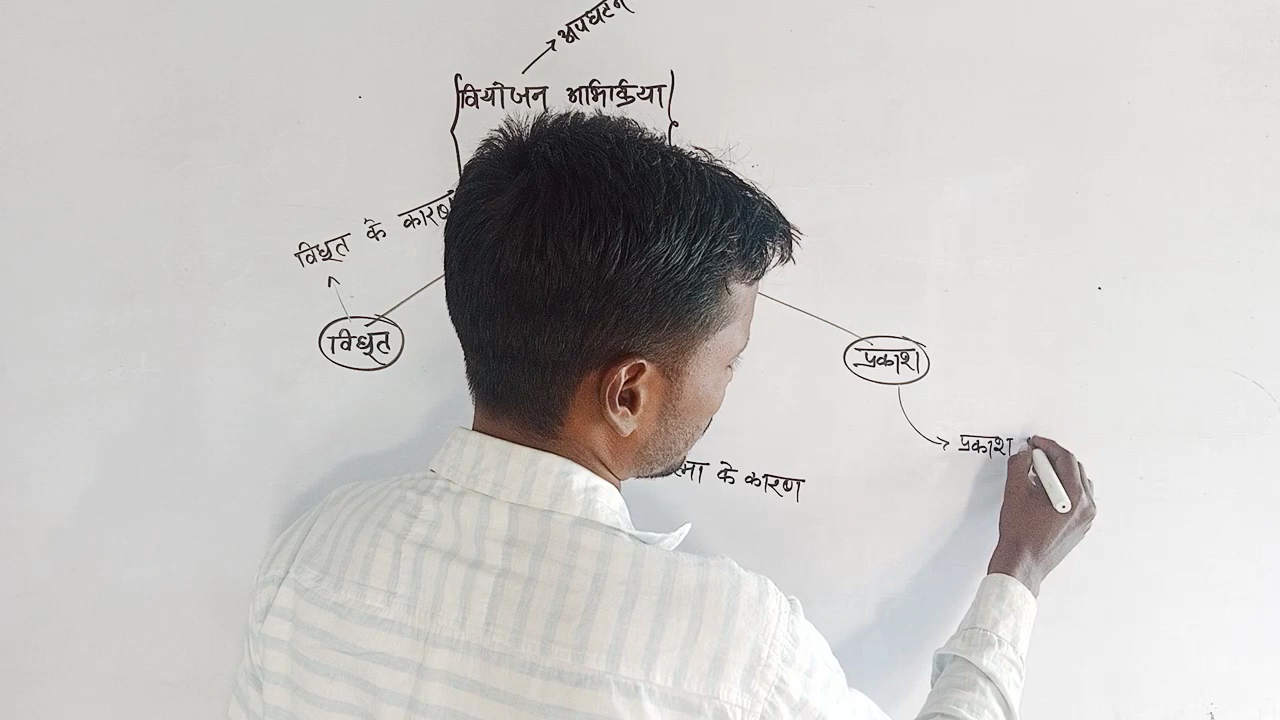 अपघटन
वियोजन अभिक्रिया
विधूत के कारण
विधूत
प्रकाश
प्रकाश
के कारण